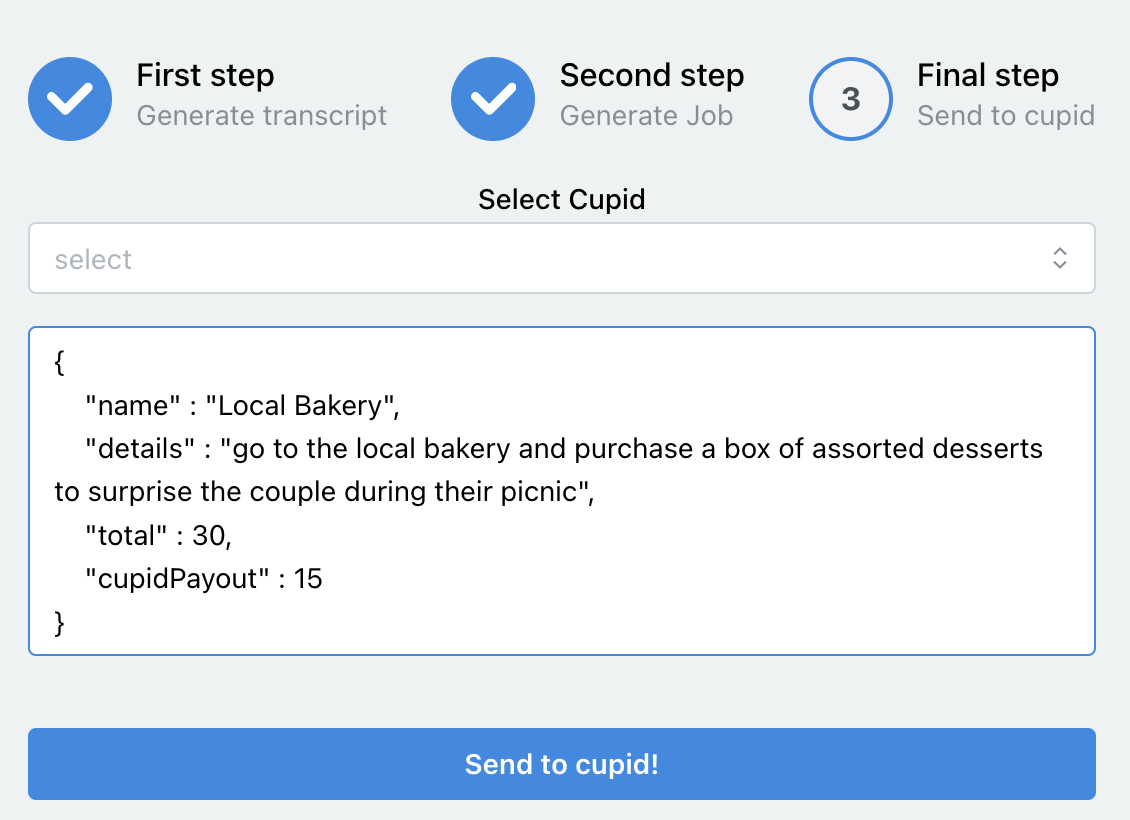 First step
Generate transcript
Second step
Generate Job
3
Final step
Send to cupid
Select Cupid
select
{
"name" : "Local Bakery",
"details" : "go to the local bakery and purchase a box of assorted desserts
to surprise the couple during their picnic",
"total" : 30,
"cupidPayout" : 15
}
Send to cupid!